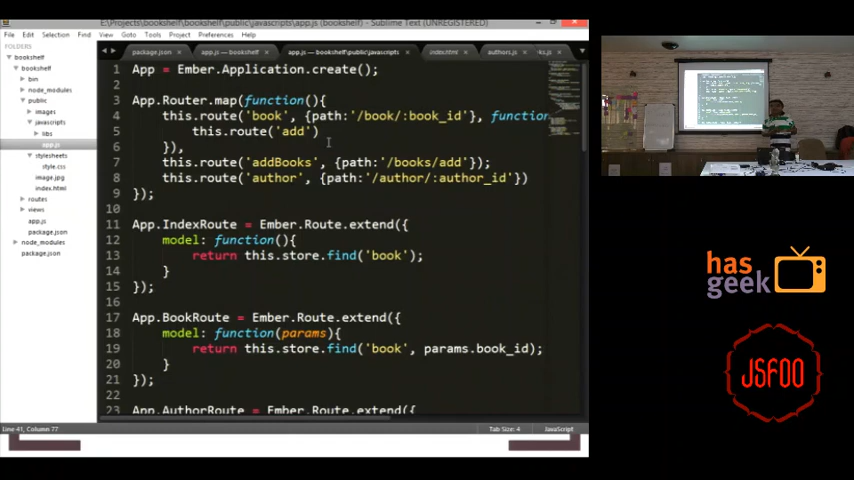 E:\Projects\bookshelf\bookshelf\public\javascripts\app.js (bookshelf) - Sublime Text (UNREGISTERED)
File Edit Selection Find View Goto Tools Project Preferences Help
FOLDERS
bookshelf
bookshelf
bin
node_modules
public
images
javascripts
libs
app.js
stylesheets
style.css
image.jpg
index.html
routes
views
app.js
package.json
node_modules
package.json
package.json × app.js — bookshelf × app.js — bookshelf\public\javascripts × index.html × authors.js ×
1 App = Ember.Application.create();
2
3 App.Router.map(function(){
4 this.route('book', {path:'/book/:book_id'}, function
5 this.route('add')
6 }),
7 this.route('addBooks', {path:'/books/add'});
8 this.route('author', {path:'/author/:author_id'})
9 });
10
11 App.IndexRoute = Ember.Route.extend({
12 model: function(){
13 return this.store.find('book');
14 }
15 });
16
17 App.BookRoute = Ember.Route.extend({
18 model: function(params){
19 return this.store.find('book', params.book_id);
20 }
21 });
22
23 App.AuthorRoute = Ember.Route.extend({
Line 41, Column 77 Tab Size: 4 JavaScript
has
geek
JSFOO